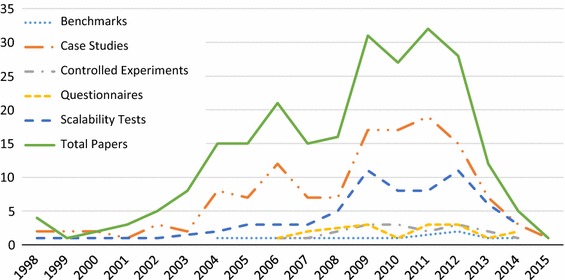 35
30
25
20
15
10
5
0
Benchmarks
Case Studies
Controlled Experiments
Questionnaires
Scalability Tests
Total Papers
1998 1999 2000 2001 2002 2003 2004 2005 2006 2007 2008 2009 2010 2011 2012 2013 2014 2015